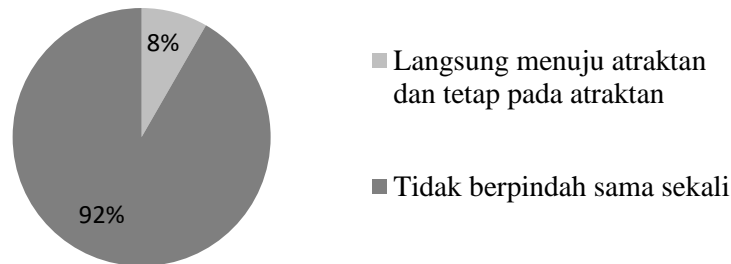 8%
Langsung menuju atraktan
dan tetap pada atraktan
Tidak berpindah sama sekali
92%